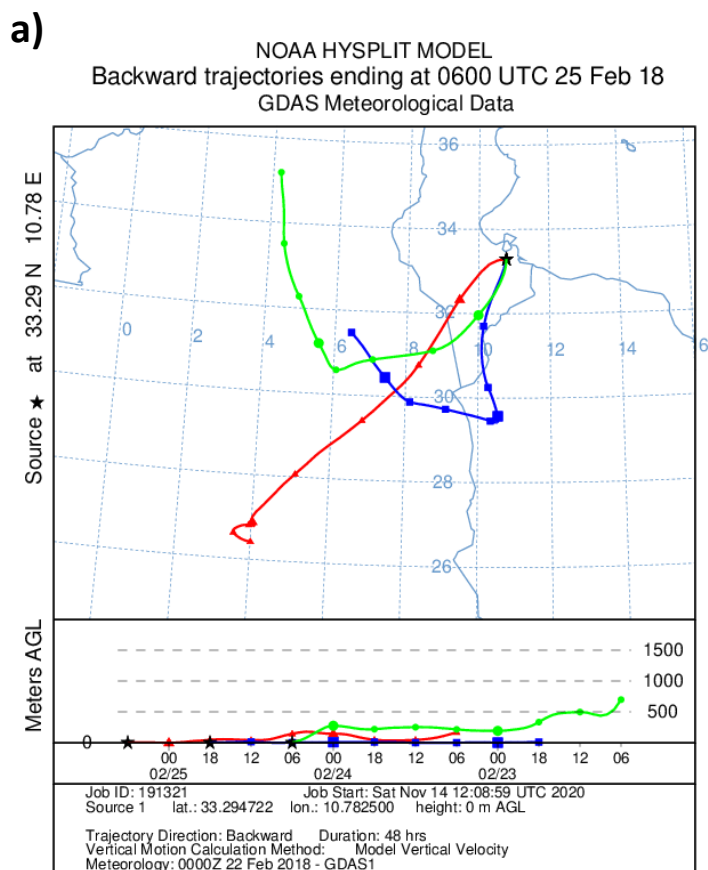 a)
NOAA HYSPLIT MODEL
Backward trajectories ending at 0600 UTC 25 Feb 18
GDAS Meteorological Data
Source ★ at 33.29 N 10.78 E
36
34
32
0 2 4 6 8 10 12 14 6
30
28
26
Meters AGL
1500
1000
500
0
00 18 12 06 00 18 12 06 00 18 12 06
02/25 02/24 02/23
Job ID: 191321 Job Start: Sat Nov 14 12:08:59 UTC 2020
Source 1 lat.: 33.294722 lon.: 10.782500 height: 0 m AGL
Trajectory Direction: Backward Duration: 48 hrs
Vertical Motion Calculation Method: Model Vertical Velocity
Meteorology: 0000Z 22 Feb 2018 - GDAS1